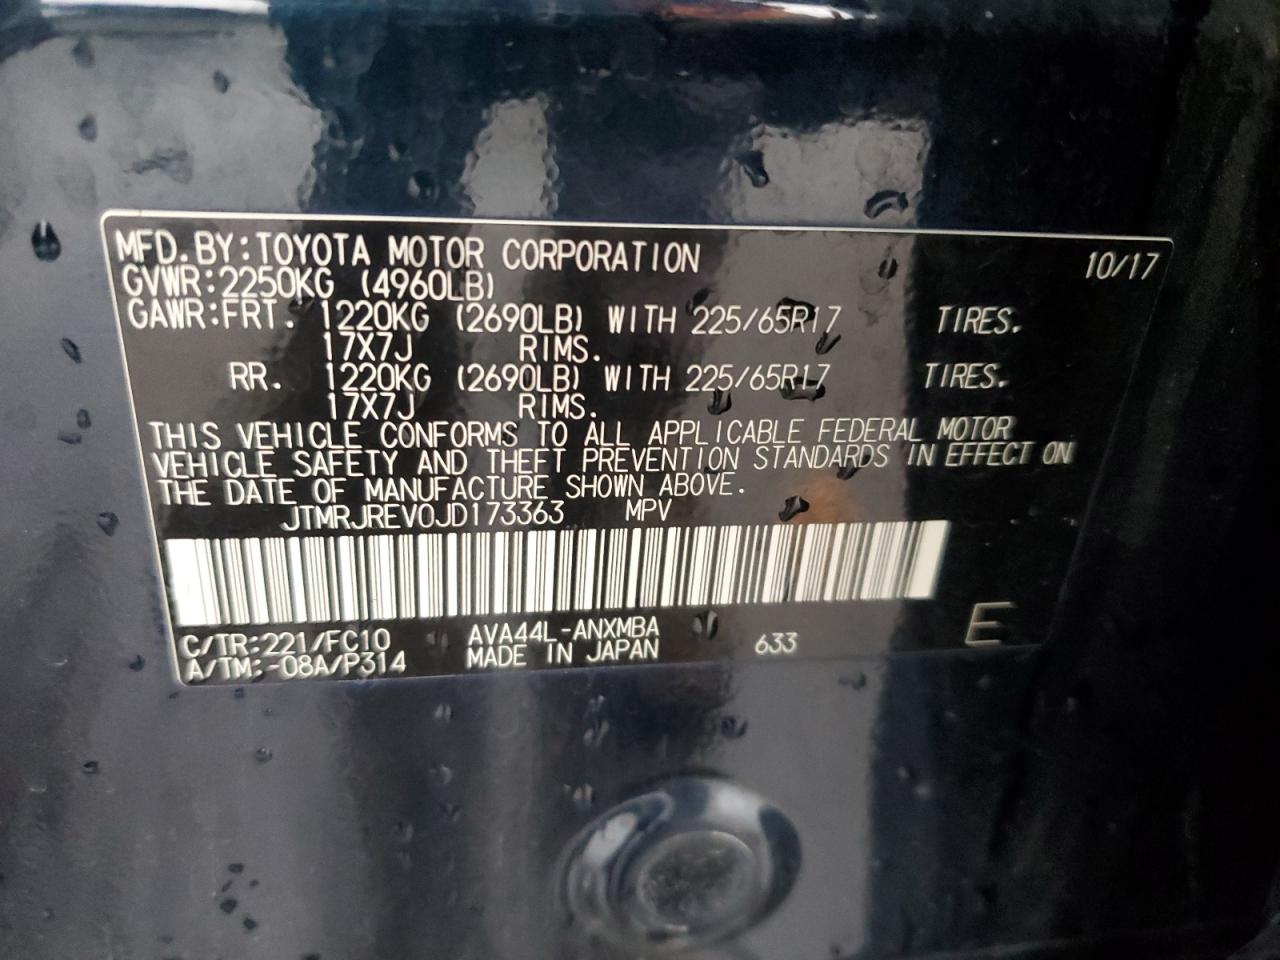 MFD. BY: TOYOTA MOTOR CORPORATION 10/17
GVWR: 2250KG (4960LB)
GAWR: FRT. 1220KG (2690LB) WITH 225/65R17 TIRES.
17X7J RIMS.
RR. 1220KG (2690LB) WITH 225/65R17 TIRES.
17X7J RIMS.
THIS VEHICLE CONFORMS TO ALL APPLICABLE FEDERAL MOTOR
VEHICLE SAFETY AND THEFT PREVENTION STANDARDS IN EFFECT ON
THE DATE OF MANUFACTURE SHOWN ABOVE.
JTMRJREV0JD173363 MPV
C/TR: 221/FC10 AVA44L-ANXMBA 633 E
A/TM: -08A/P314 MADE IN JAPAN